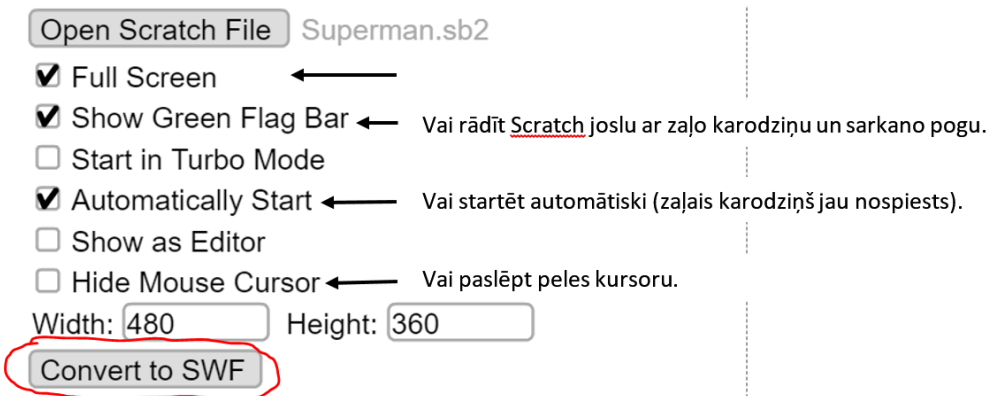 Open Scratch File Superman.sb2
Full Screen
Show Green Flag Bar Vai rādīt Scratch joslu ar zaļo karodziņu un sarkano pogu.
Start in Turbo Mode
Automatically Start Vai startēt automātiski (zaļais karodziņš jau nospiests).
Show as Editor
Hide Mouse Cursor Vai paslēpt peles kursoru.
Width: 480 Height: 360
Convert to SWF